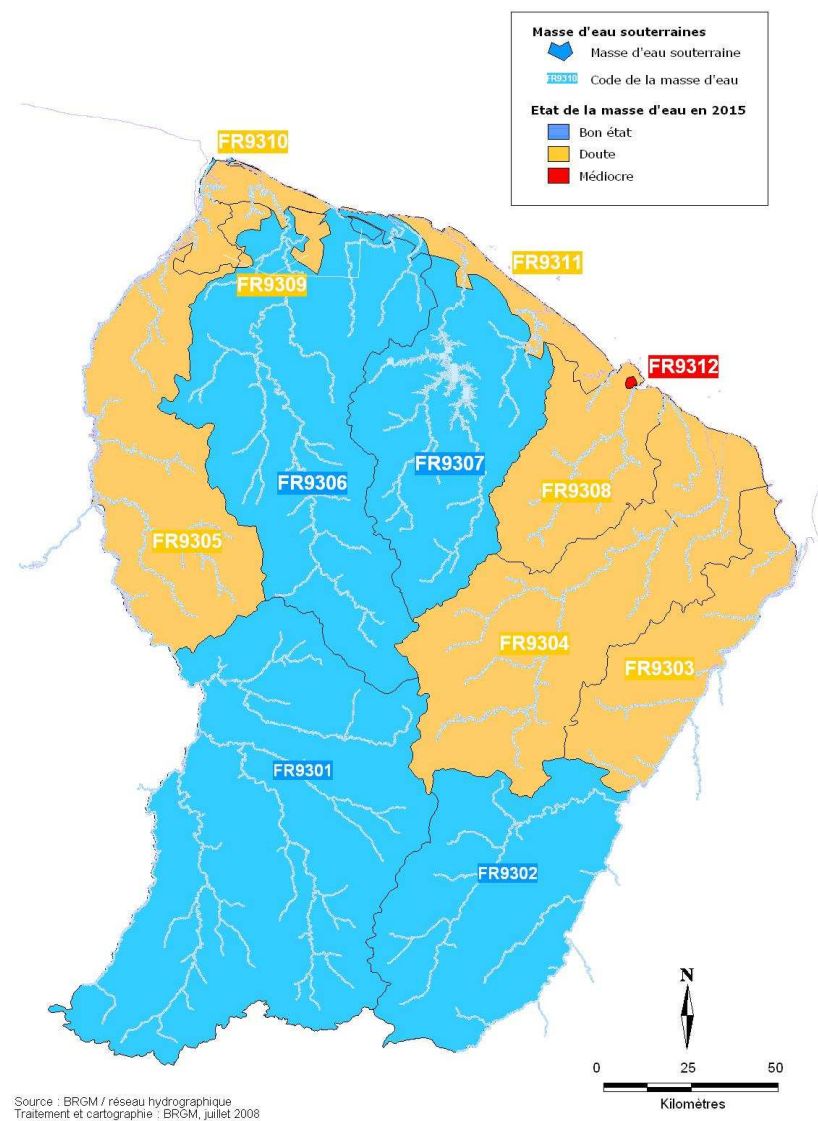 Masse d'eau souterraines
Masse d'eau souterraine
FR9310 Code de la masse d'eau
Etat de la masse d'eau en 2015
Bon état
Doute
Médiocre
FR9310
FR9311
FR9309
FR9312
FR9307
FR9306
FR9308
FR9305
FR9304
FR9303
FR9301
FR9302
N
0 25 50
Kilomètres
Source : BRGM / réseau hydrographique
Traitement et cartographie : BRGM, juillet 2008